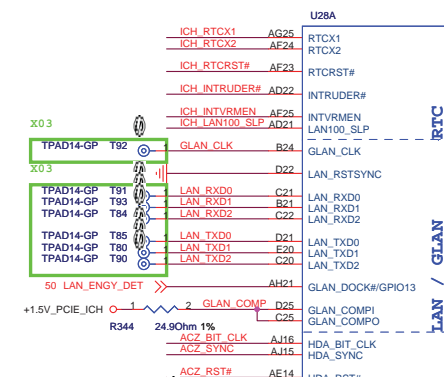 U28A
ICH_RTCX1 AG25 RTCX1
ICH_RTCX2 AF24 RTCX2
ICH_RTCRST# AF23 RTCRST#
ICH_INTRUDER# AD22 INTRUDER#
ICH_INTVRMEN AF25 INTVRMEN
ICH_LAN100_SLP AD21 LAN100_SLP
RTC
X03
TPAD14-GP T92 1 GLAN_CLK B24 GLAN_CLK
X03
D22 LAN_RSTSYNC
TPAD14-GP T91 LAN_RXD0 C21 LAN_RXD0
TPAD14-GP T93 LAN_RXD1 B21 LAN_RXD1
TPAD14-GP T84 LAN_RXD2 C22 LAN_RXD2
TPAD14-GP T85 LAN_TXD0 D21 LAN_TXD0
TPAD14-GP T80 LAN_TXD1 E20 LAN_TXD1
TPAD14-GP T90 LAN_TXD2 C20 LAN_TXD2
LAN / GLAN
50 LAN_ENGY_DET AH21 GLAN_DOCK#/GPIO13
+1.5V_PCIE_ICH 1 2 GLAN_COMP D25 GLAN_COMPI
C25 GLAN_COMPO
R344 24.9Ohm 1%
ACZ_BIT_CLK AJ16 HDA_BIT_CLK
ACZ_SYNC AJ15 HDA_SYNC
ACZ_RST# AE14 HDA_RST#